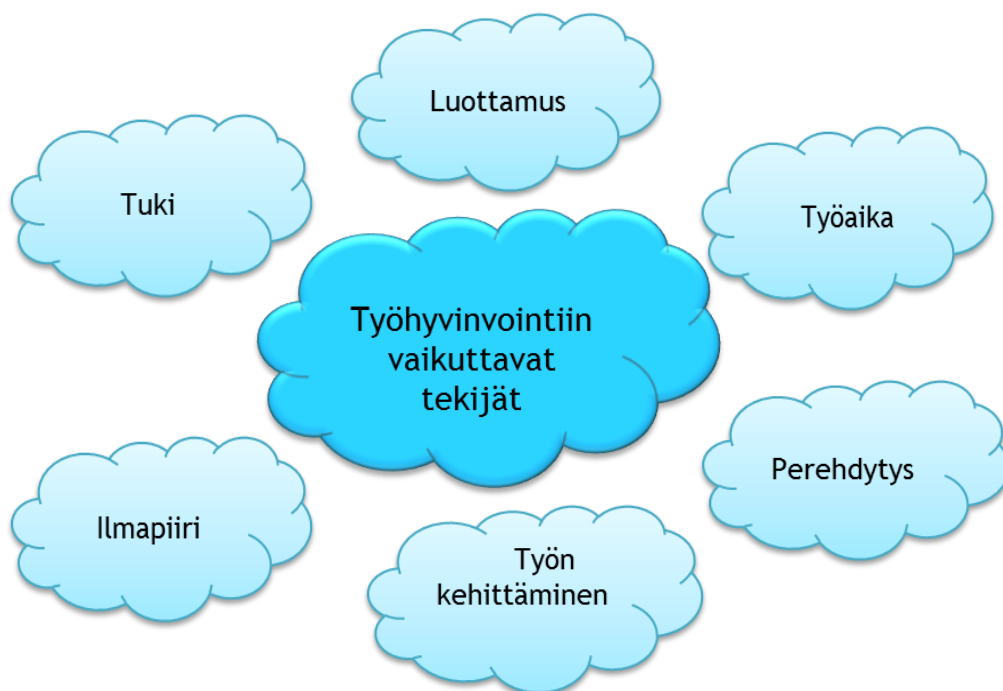 Luottamus
Tuki
Työaika
Työhyvinvointiin
vaikuttavat
tekijät
Perehdytys
Ilmapiiri
Työn
kehittäminen